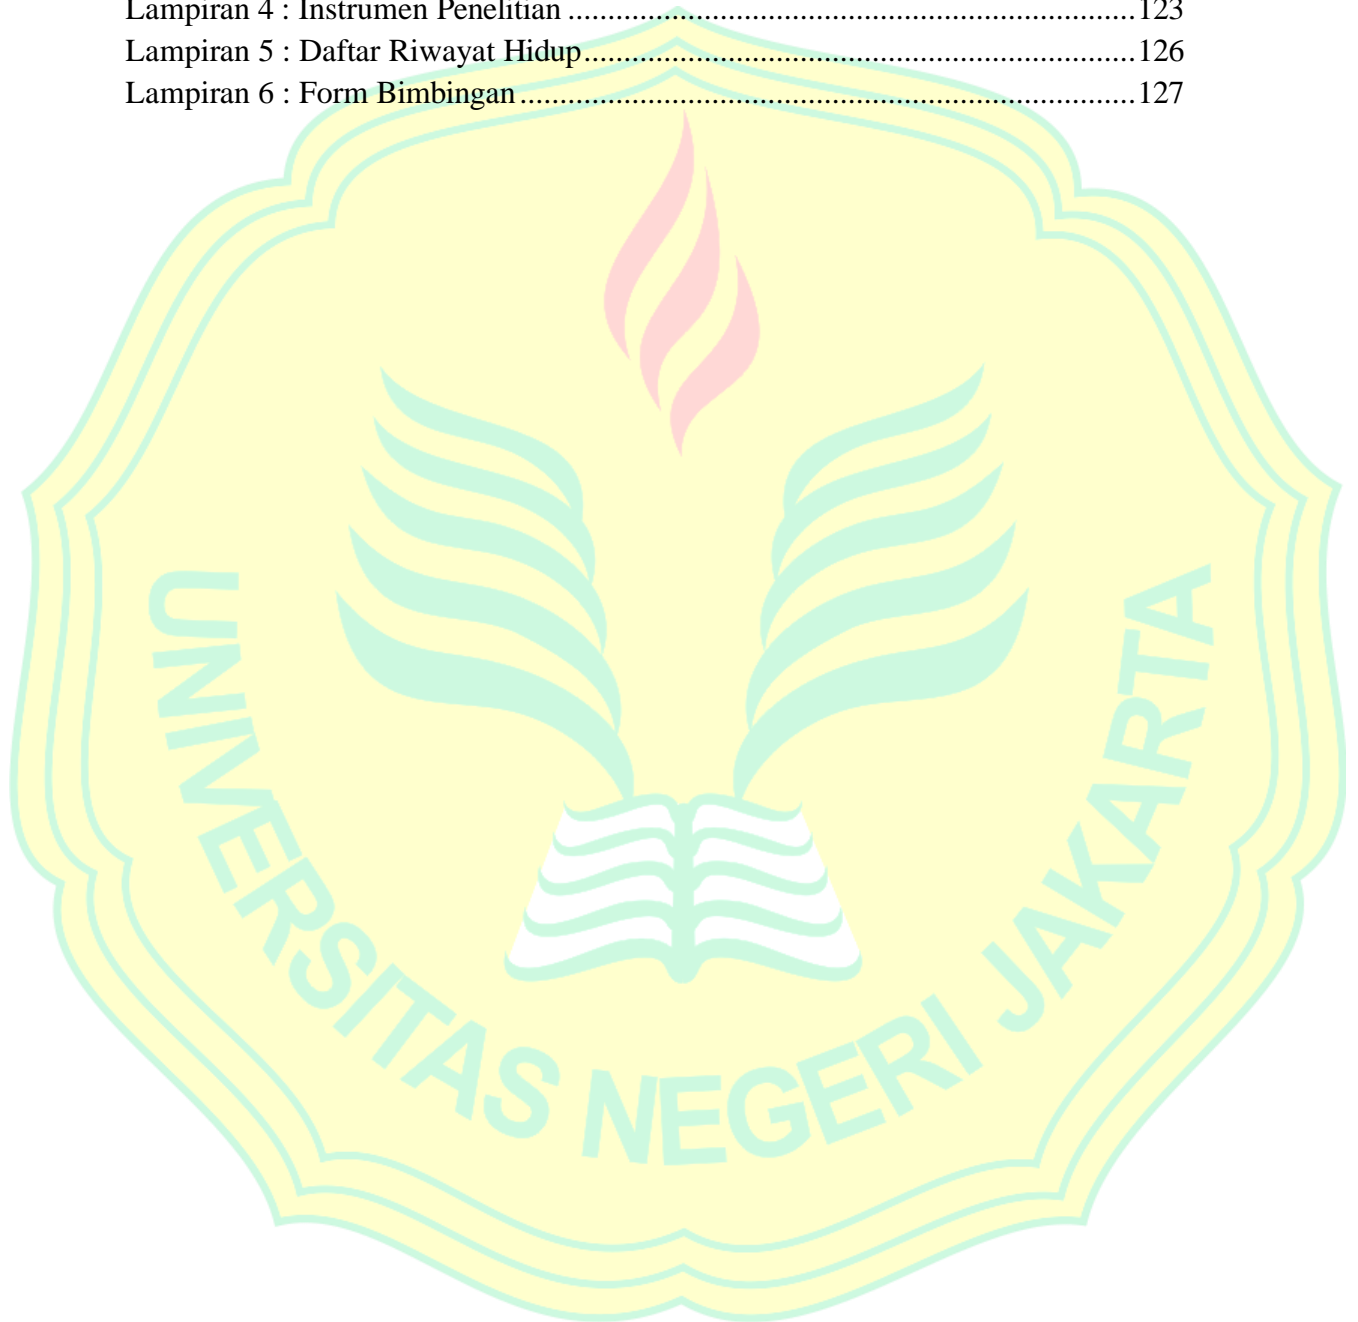 Lampiran 4 : Instrumen Penelitian ........................................................................ 123
Lampiran 5 : Daftar Riwayat Hidup ...................................................................... 126
Lampiran 6 : Form Bimbingan .............................................................................. 127
UNIVERSITAS NEGERI JAKARTA